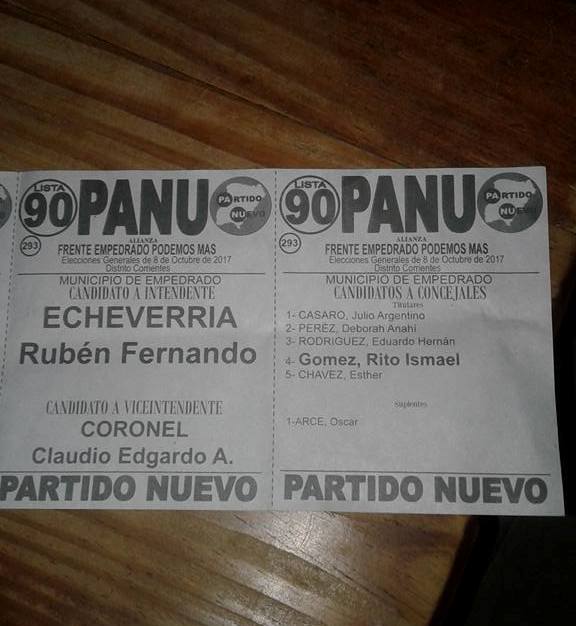 LISTA
90 PANU
PARTIDO
NUEVO
293
ALIANZA
FRENTE EMPEDRADO PODEMOS MAS
Elecciones Generales de 8 de Octubre de 2017
Distrito Corrientes
MUNICIPIO DE EMPEDRADO
CANDIDATO A INTENDENTE
ECHEVERRIA
Rubén Fernando
CANDIDATO A VICEINTENDENTE
CORONEL
Claudio Edgardo A.
PARTIDO NUEVO
LISTA
90 PANU
PARTIDO
NUEVO
293
ALIANZA
FRENTE EMPEDRADO PODEMOS MAS
Elecciones Generales de 8 de Octubre de 2017
Distrito Corrientes
MUNICIPIO DE EMPEDRADO
CANDIDATOS A CONCEJALES
Titulares
1- CASARO, Julio Argentino
2- PERÉZ, Deborah Anahí
3- RODRIGUEZ, Eduardo Hernán
4- Gomez, Rito Ismael
5- CHAVEZ, Esther
Suplentes
1-ARCE, Oscar
PARTIDO NUEVO